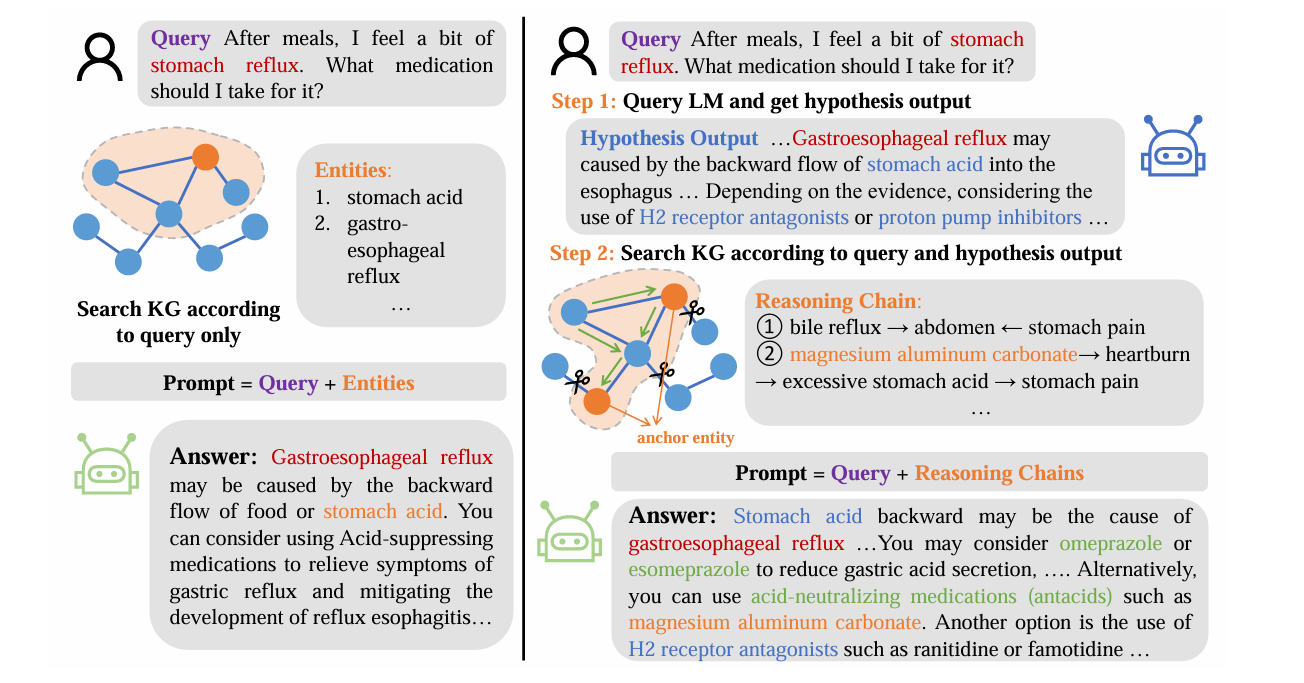 Query After meals, I feel a bit of
stomach reflux. What medication
should I take for it?
Entities:
1. stomach acid
2. gastro-
esophageal
reflux
…
Search KG according
to query only
Prompt = Query + Entities
Answer: Gastroesophageal reflux
may be caused by the backward
flow of food or stomach acid. You
can consider using Acid-suppressing
medications to relieve symptoms of
gastric reflux and mitigating the
development of reflux esophagitis…
Query After meals, I feel a bit of stomach
reflux. What medication should I take for it?
Step 1: Query LM and get hypothesis output
Hypothesis Output …Gastroesophageal reflux may
caused by the backward flow of stomach acid into the
esophagus … Depending on the evidence, considering the
use of H2 receptor antagonists or proton pump inhibitors …
Step 2: Search KG according to query and hypothesis output
anchor entity
Reasoning Chain:
① bile reflux → abdomen ← stomach pain
② magnesium aluminum carbonate→ heartburn
→ excessive stomach acid → stomach pain
…
Prompt = Query + Reasoning Chains
Answer: Stomach acid backward may be the cause of
gastroesophageal reflux …You may consider omeprazole or
esomeprazole to reduce gastric acid secretion, …. Alternatively,
you can use acid-neutralizing medications (antacids) such as
magnesium aluminum carbonate. Another option is the use of
H2 receptor antagonists such as ranitidine or famotidine …